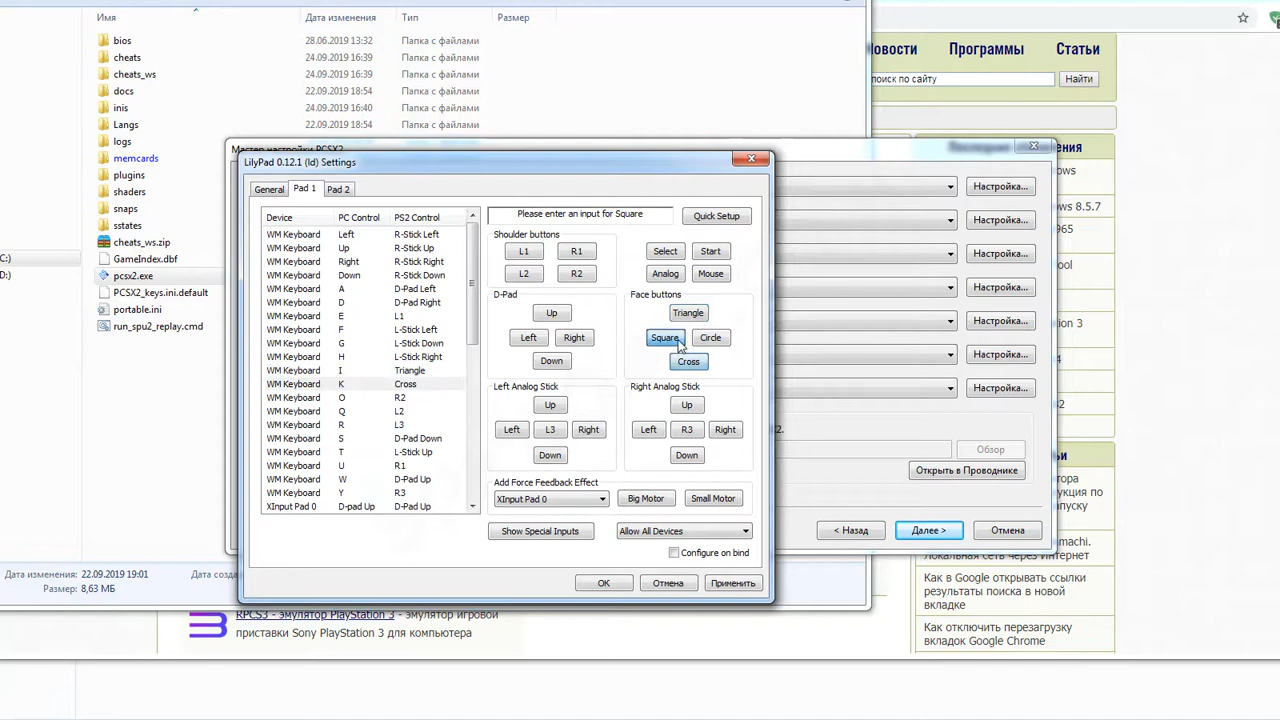 Имя Дата изменения Тип Размер
bios 28.06.2019 13:32 Папка с файлами
cheats 24.09.2019 16:39 Папка с файлами
cheats_ws 24.09.2019 16:39 Папка с файлами
docs 22.09.2019 18:54 Папка с файлами
inis 24.09.2019 16:40 Папка с файлами
Langs 22.09.2019 18:54 Папка с файлами
logs
memcards
plugins
shaders
snaps
sstates
cheats_ws.zip
GameIndex.dbf
pcsx2.exe
PCSX2_keys.ini.default
portable.ini
run_spu2_replay.cmd
C:)
D:)
Дата изменения: 22.09.2019 19:01
Размер: 8,63 МБ
Новости Программы Статьи
поиск по сайту Найти
Мастер настройки PCSX2
LilyPad 0.12.1 (ld) Settings
General Pad 1 Pad 2
Device PC Control PS2 Control
WM Keyboard Left R-Stick Left
WM Keyboard Up R-Stick Up
WM Keyboard Right R-Stick Right
WM Keyboard Down R-Stick Down
WM Keyboard A D-Pad Left
WM Keyboard D D-Pad Right
WM Keyboard E L1
WM Keyboard F L-Stick Left
WM Keyboard G L-Stick Down
WM Keyboard H L-Stick Right
WM Keyboard I Triangle
WM Keyboard K Cross
WM Keyboard O R2
WM Keyboard Q L2
WM Keyboard R L3
WM Keyboard S D-Pad Down
WM Keyboard T L-Stick Up
WM Keyboard U R1
WM Keyboard W D-Pad Up
WM Keyboard Y R3
XInput Pad 0 D-pad Up D-Pad Up
Please enter an input for Square Quick Setup
Shoulder buttons
L1 R1 Select Start
L2 R2 Analog Mouse
D-Pad Face buttons
Up Triangle
Left Right Square Circle
Down Cross
Left Analog Stick Right Analog Stick
Up Up
Left L3 Right Left R3 Right
Down Down
Add Force Feedback Effect
XInput Pad 0 Big Motor Small Motor
Show Special Inputs Allow All Devices
Configure on bind
OK Отмена Применить
Настройка...
Настройка...
Настройка...
Настройка...
Настройка...
Настройка...
Настройка...
Обзор
Открыть в Проводнике
< Назад Далее > Отмена
8.5.7
965
RPCS3 - эмулятор PlayStation 3 - эмулятор игровой
приставки Sony PlayStation 3 для компьютера
Локальная сеть через Интернет
Как в Google открывать ссылки
результаты поиска в новой
вкладке
Как отключить перезагрузку
вкладок Google Chrome